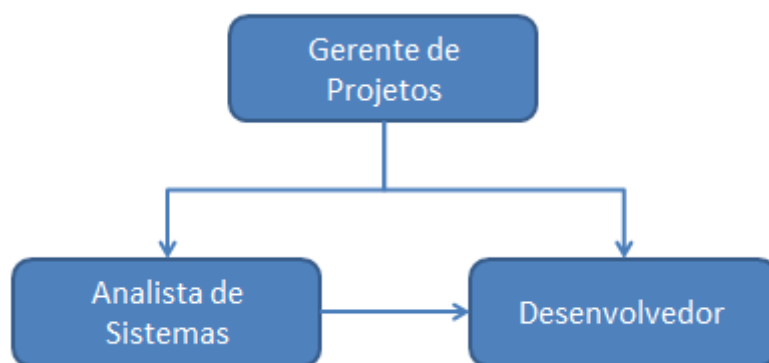 Gerente de
Projetos
Analista de
Sistemas
Desenvolvedor